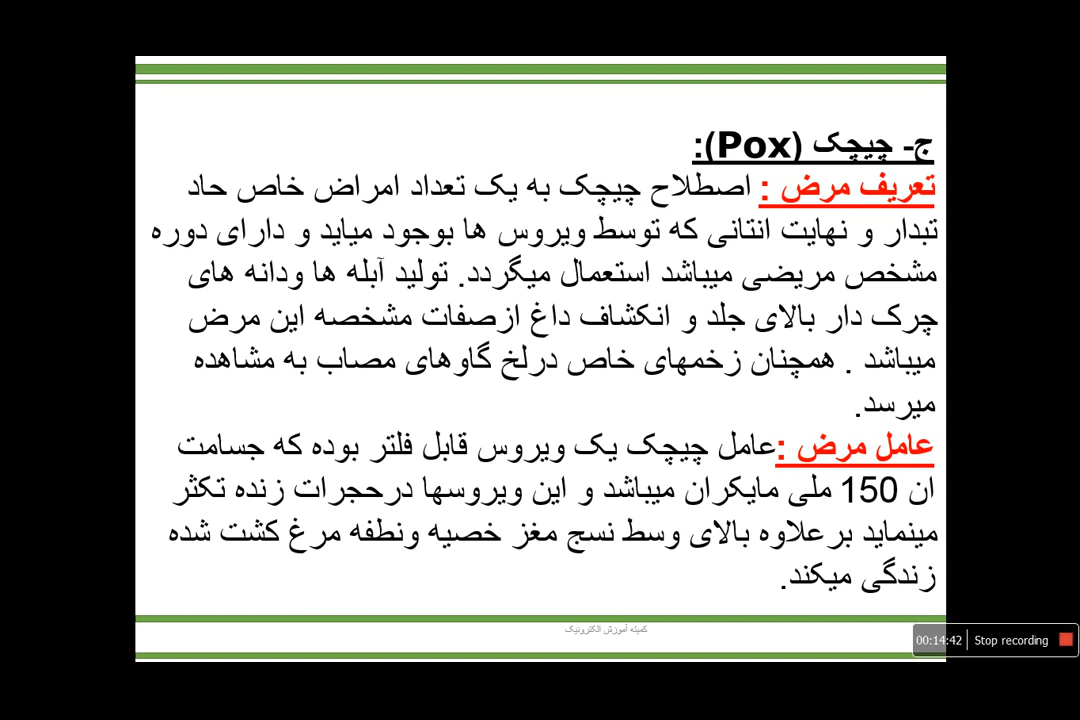 ج- چیچک (Pox):
تعریف مرض : اصطلاح چیچک به یک تعداد امراض خاص حاد
تبدار و نهایت انتانی که توسط ویروس ها بوجود میاید و دارای دوره
مشخص مریضی میباشد استعمال میگردد. تولید آبله ها ودانه های
چرک دار بالای جلد و انکشاف داغ ازصفات مشخصه این مرض
میباشد . همچنان زخمهای خاص درلخ گاوهای مصاب به مشاهده
میرسد.
عامل مرض :عامل چیچک یک ویروس قابل فلتر بوده که جسامت
ان 150 ملی مایکران میباشد و این ویروسها درحجرات زنده تکثر
مینماید برعلاوه بالای وسط نسج مغز خصیه ونطفه مرغ کشت شده
زندگی میکند.
کمیته آموزش الکترونیک
00:14:42 Stop recording